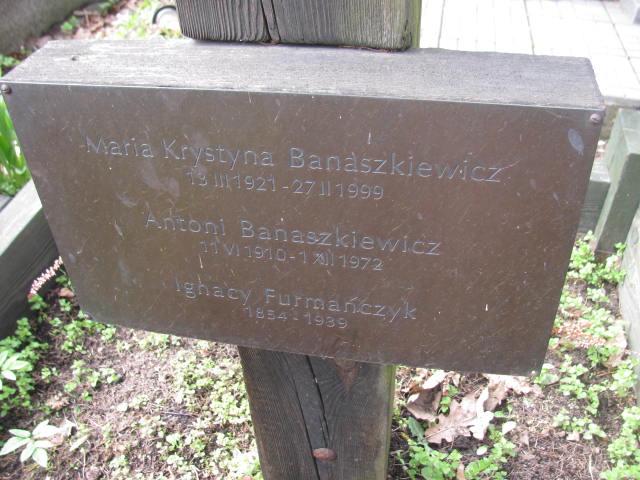 Maria Krystyna Banaszkiewicz
13 III 1921 - 27 II 1999
Antoni Banaszkiewicz
11 VI 1910 - 1 XII 1972
Ignacy Furmańczyk
1854 - 1939